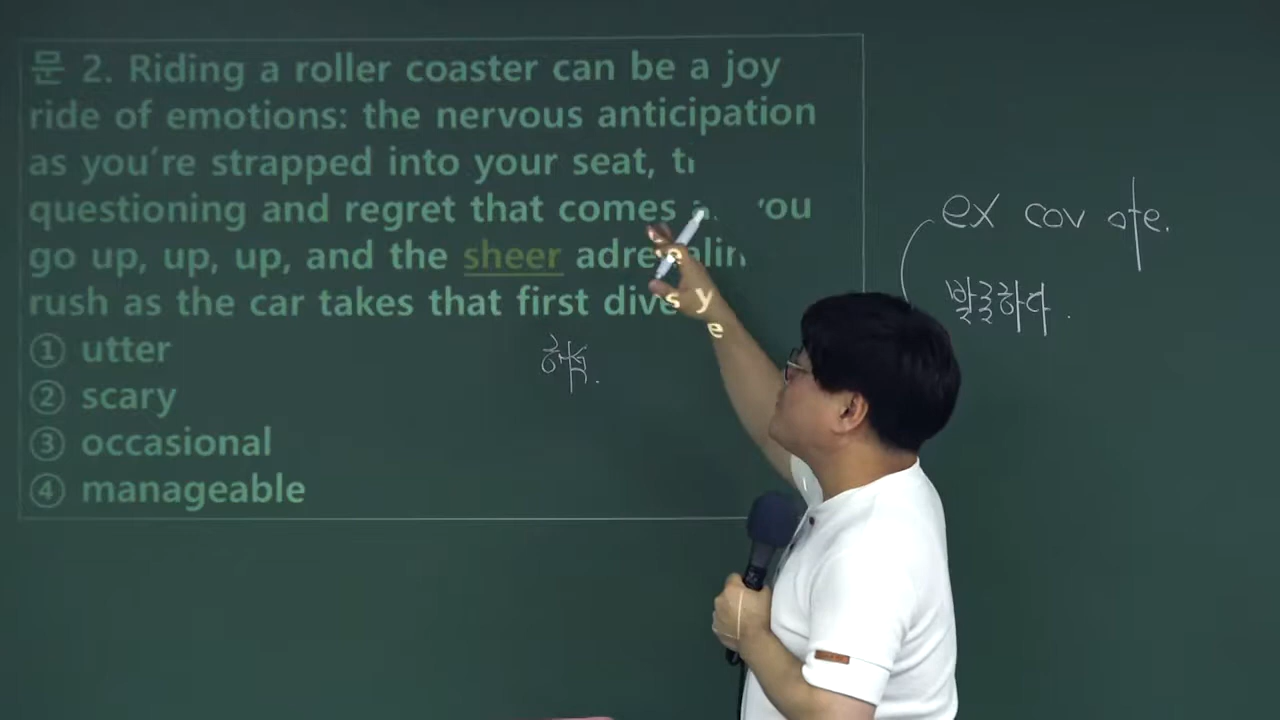 문 2. Riding a roller coaster can be a joy
ride of emotions: the nervous anticipation
as you're strapped into your seat,
questioning and regret that comes you
go up, up, up, and the sheer
rush as the car takes that first dive
① utter
② scary
③ occasional
④ manageable
ex cav ate.
발굴하다.